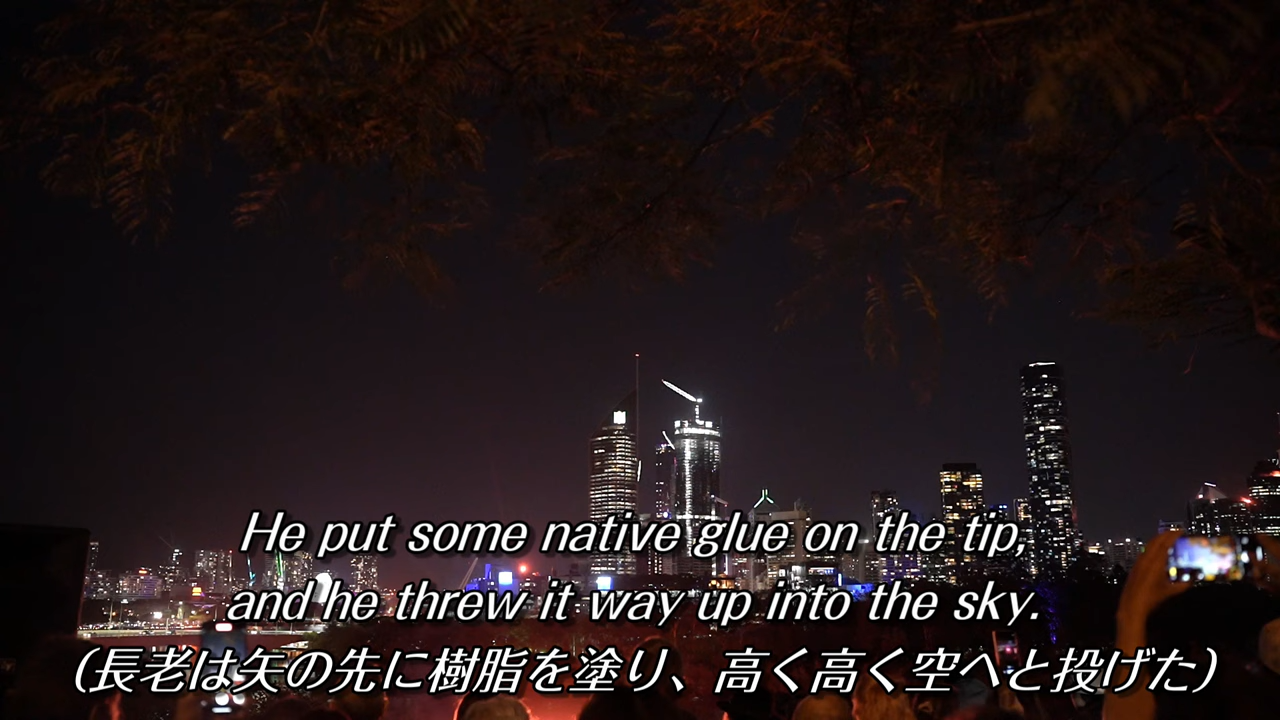 He put some native glue on the tip,
and he threw it way up into the sky.
（長老は矢の先に樹脂を塗り、高く高く空へと投げた）